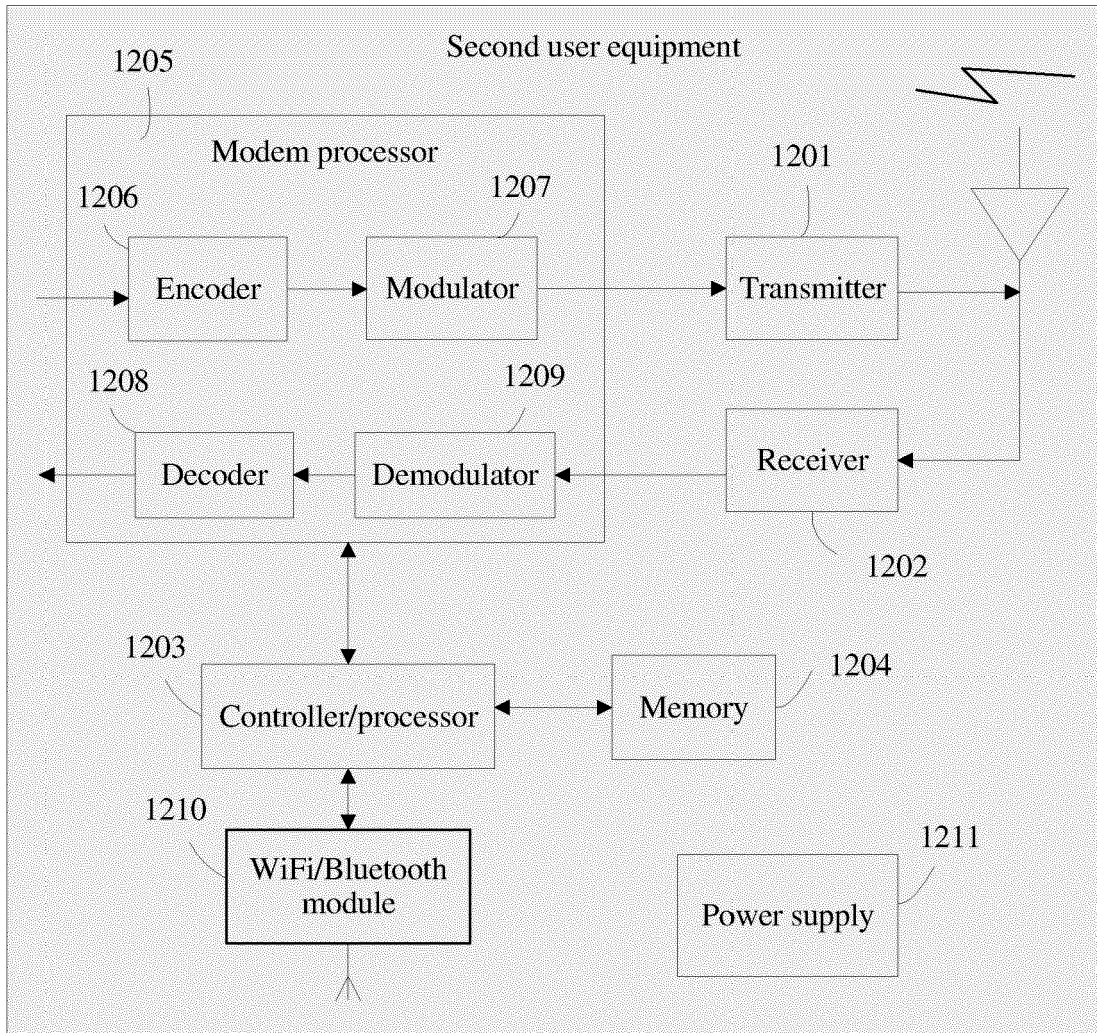 Second user equipment
1205
Modem processor
1201
1206
1207
Encoder
Modulator
Transmitter
1208
1209
Decoder
Demodulator
Receiver
1202
1203
1204
Controller/processor
Memory
1210
1211
WiFi/Bluetooth
module
Power supply